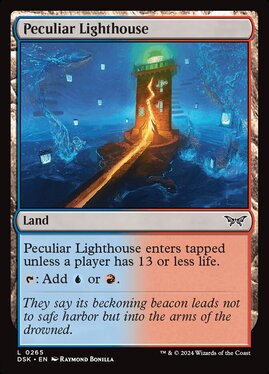 Peculiar Lighthouse
Land
Peculiar Lighthouse enters tapped
unless a player has 13 or less life.
: Add or .
They say its beckoning beacon leads not
to safe harbor but into the arms of the
drowned.
L 0265
DSK • EN RAYMOND BONILLA
™ & © 2024 Wizards of the Coast